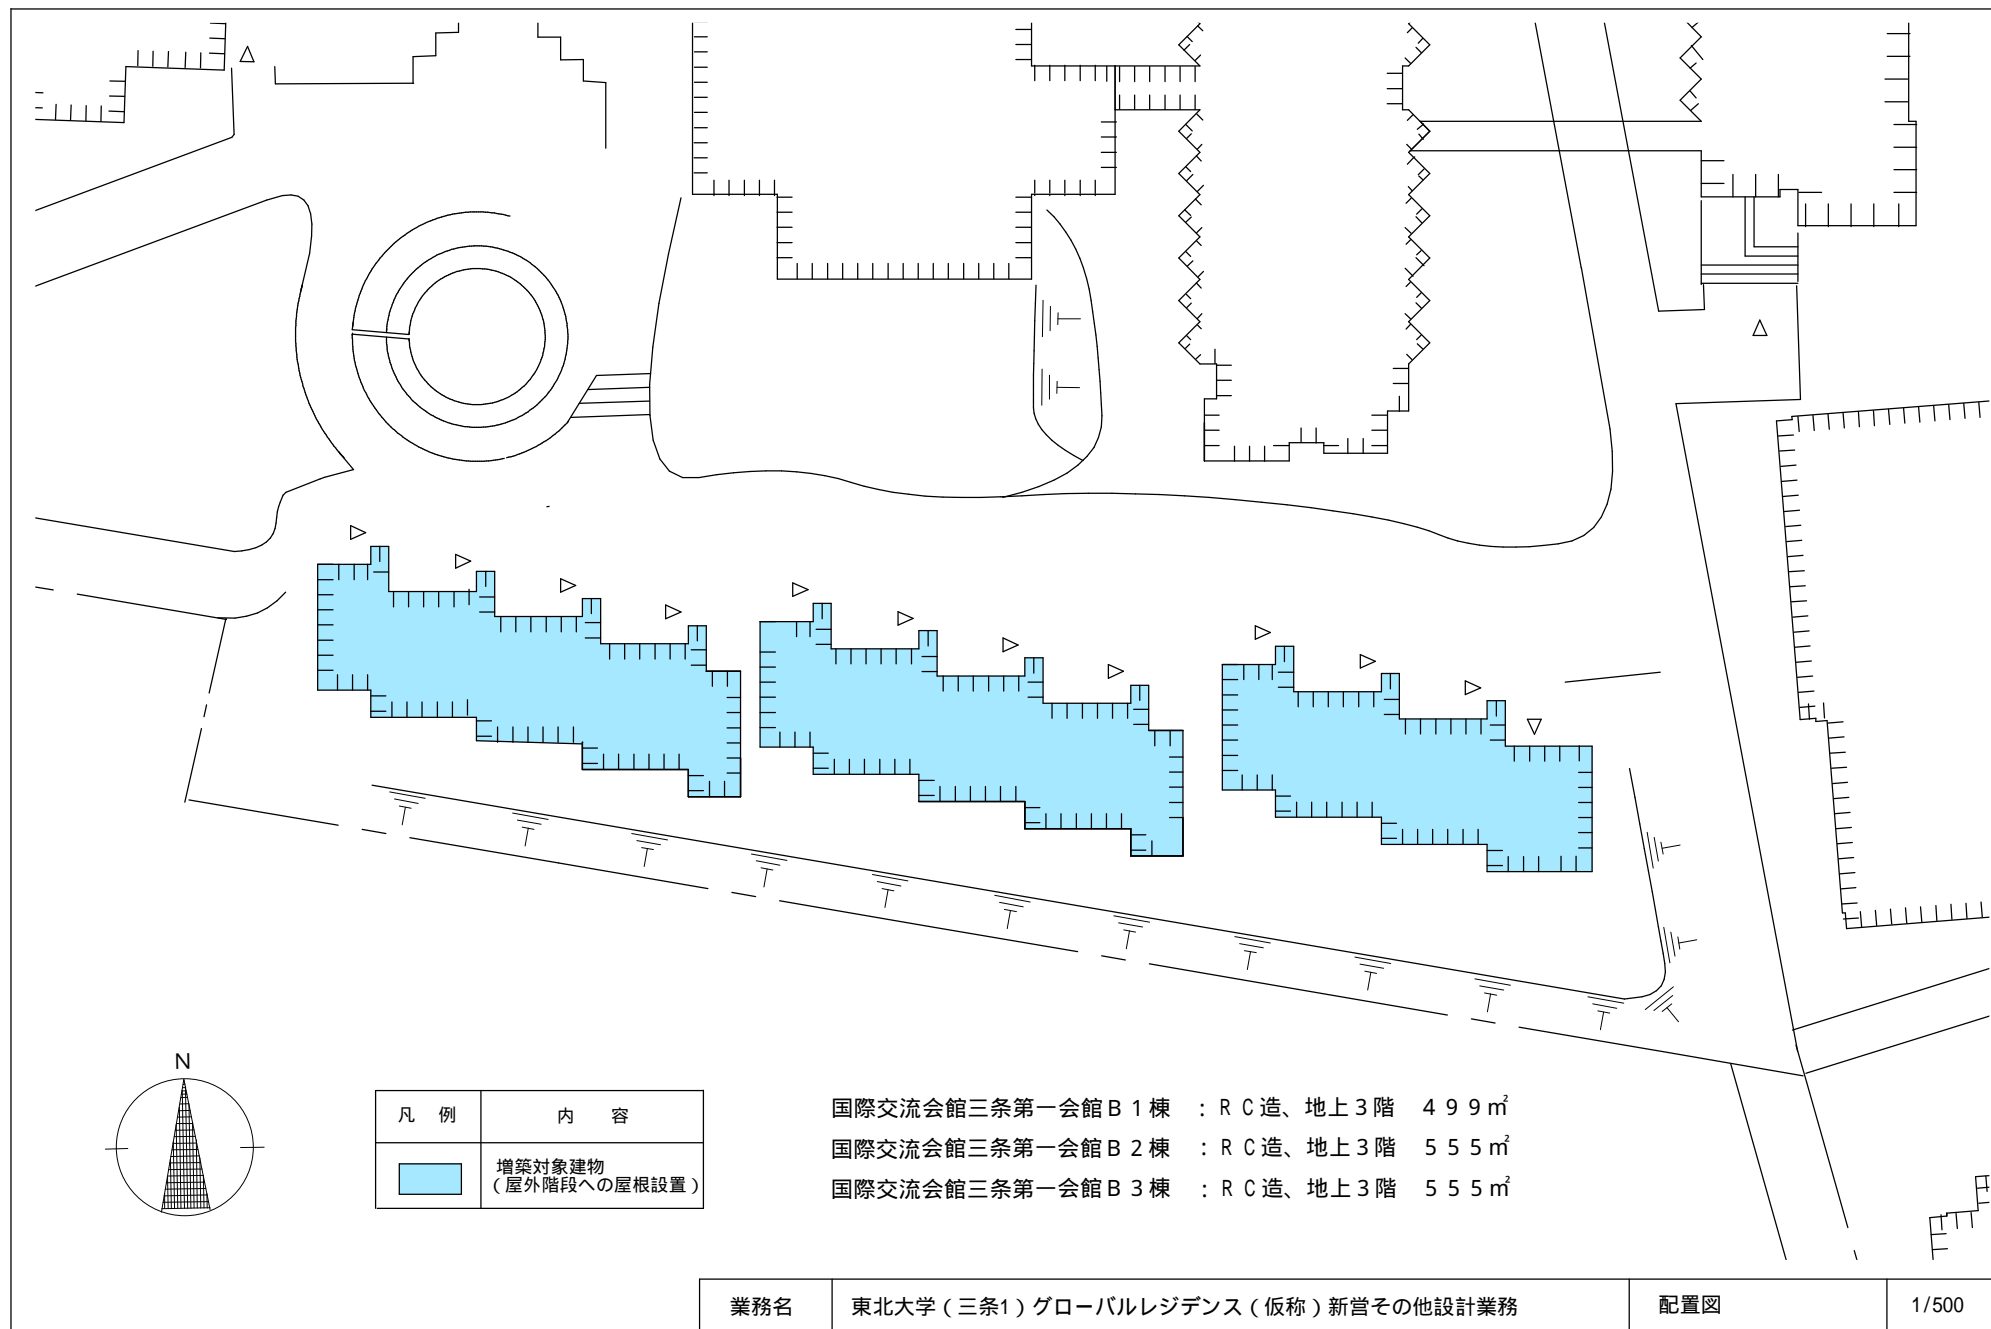 N
凡　例　内　容
増築対象建物
（屋外階段への屋根設置）
国際交流会館三条第一会館Ｂ１棟　：ＲＣ造、地上３階　４９９㎡
国際交流会館三条第一会館Ｂ２棟　：ＲＣ造、地上３階　５５５㎡
国際交流会館三条第一会館Ｂ３棟　：ＲＣ造、地上３階　５５５㎡
業務名　東北大学（三条1）グローバルレジデンス（仮称）新営その他設計業務　配置図　1/500